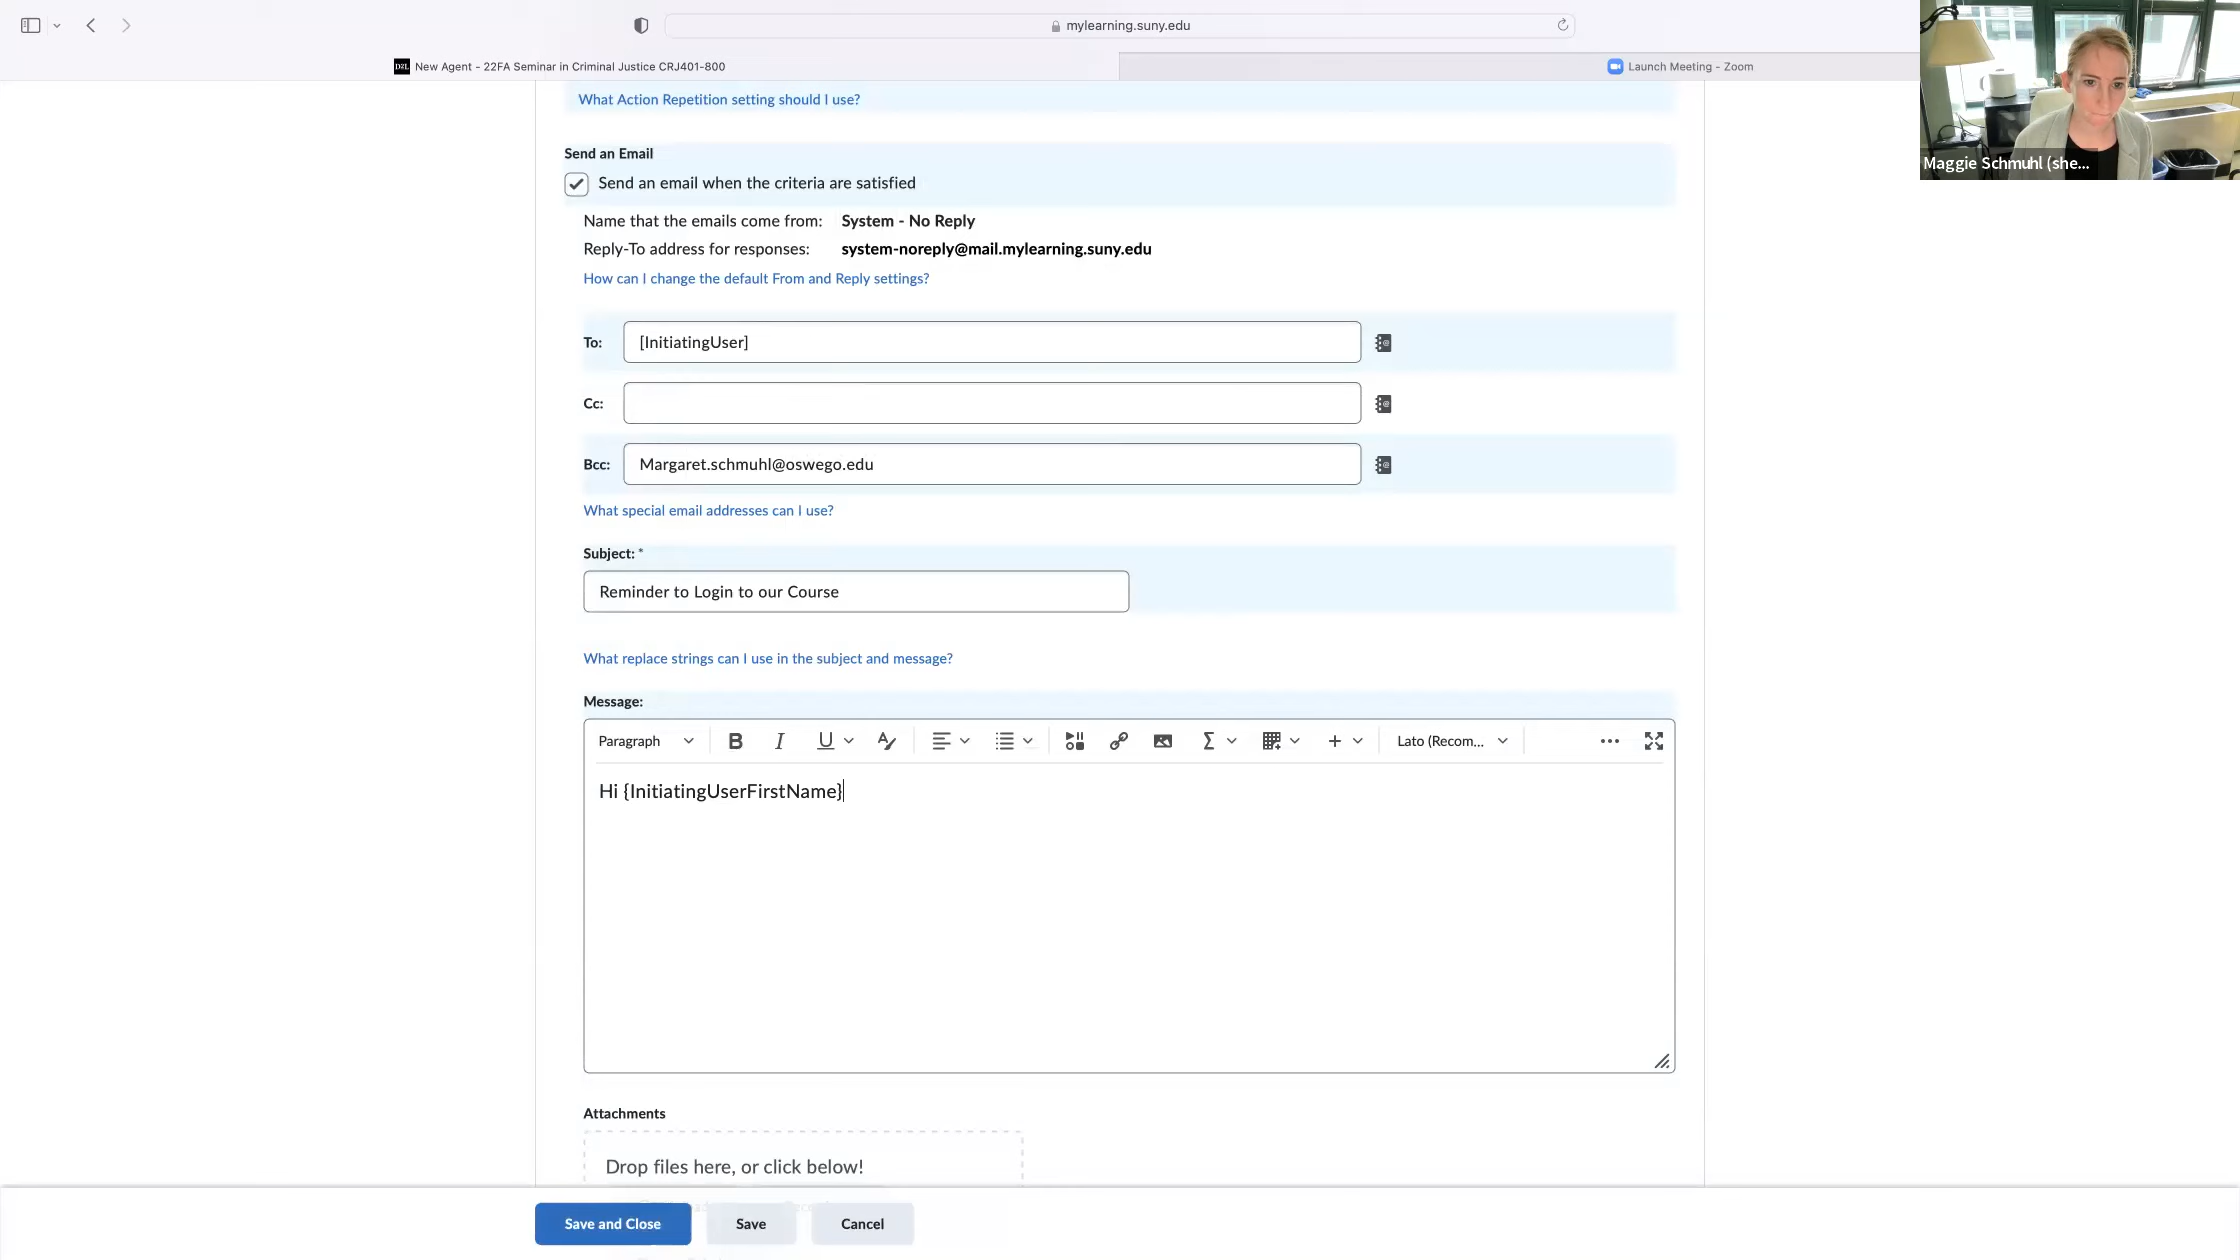 mylearning.suny.edu
D2L New Agent - 22FA Seminar in Criminal Justice CRJ401-800
Launch Meeting - Zoom
Maggie Schmuhl (she...
What Action Repetition setting should I use?
Send an Email
Send an email when the criteria are satisfied
Name that the emails come from: System - No Reply
Reply-To address for responses: system-noreply@mail.mylearning.suny.edu
How can I change the default From and Reply settings?
To: [InitiatingUser]
Cc:
Bcc: Margaret.schmuhl@oswego.edu
What special email addresses can I use?
Subject: *
Reminder to Login to our Course
What replace strings can I use in the subject and message?
Message:
Paragraph B I U A Σ + Lato (Recom... ...
Hi {InitiatingUserFirstName}
Attachments
Drop files here, or click below!
Save and Close Save Cancel